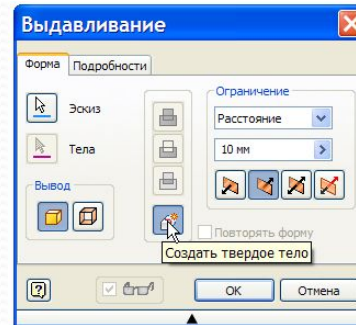 Выдавливание
Форма Подробности
Эскиз
Тела
Вывод
Ограничение
Расстояние
10 мм
Повторять форму
Создать твердое тело
ОК Отмена